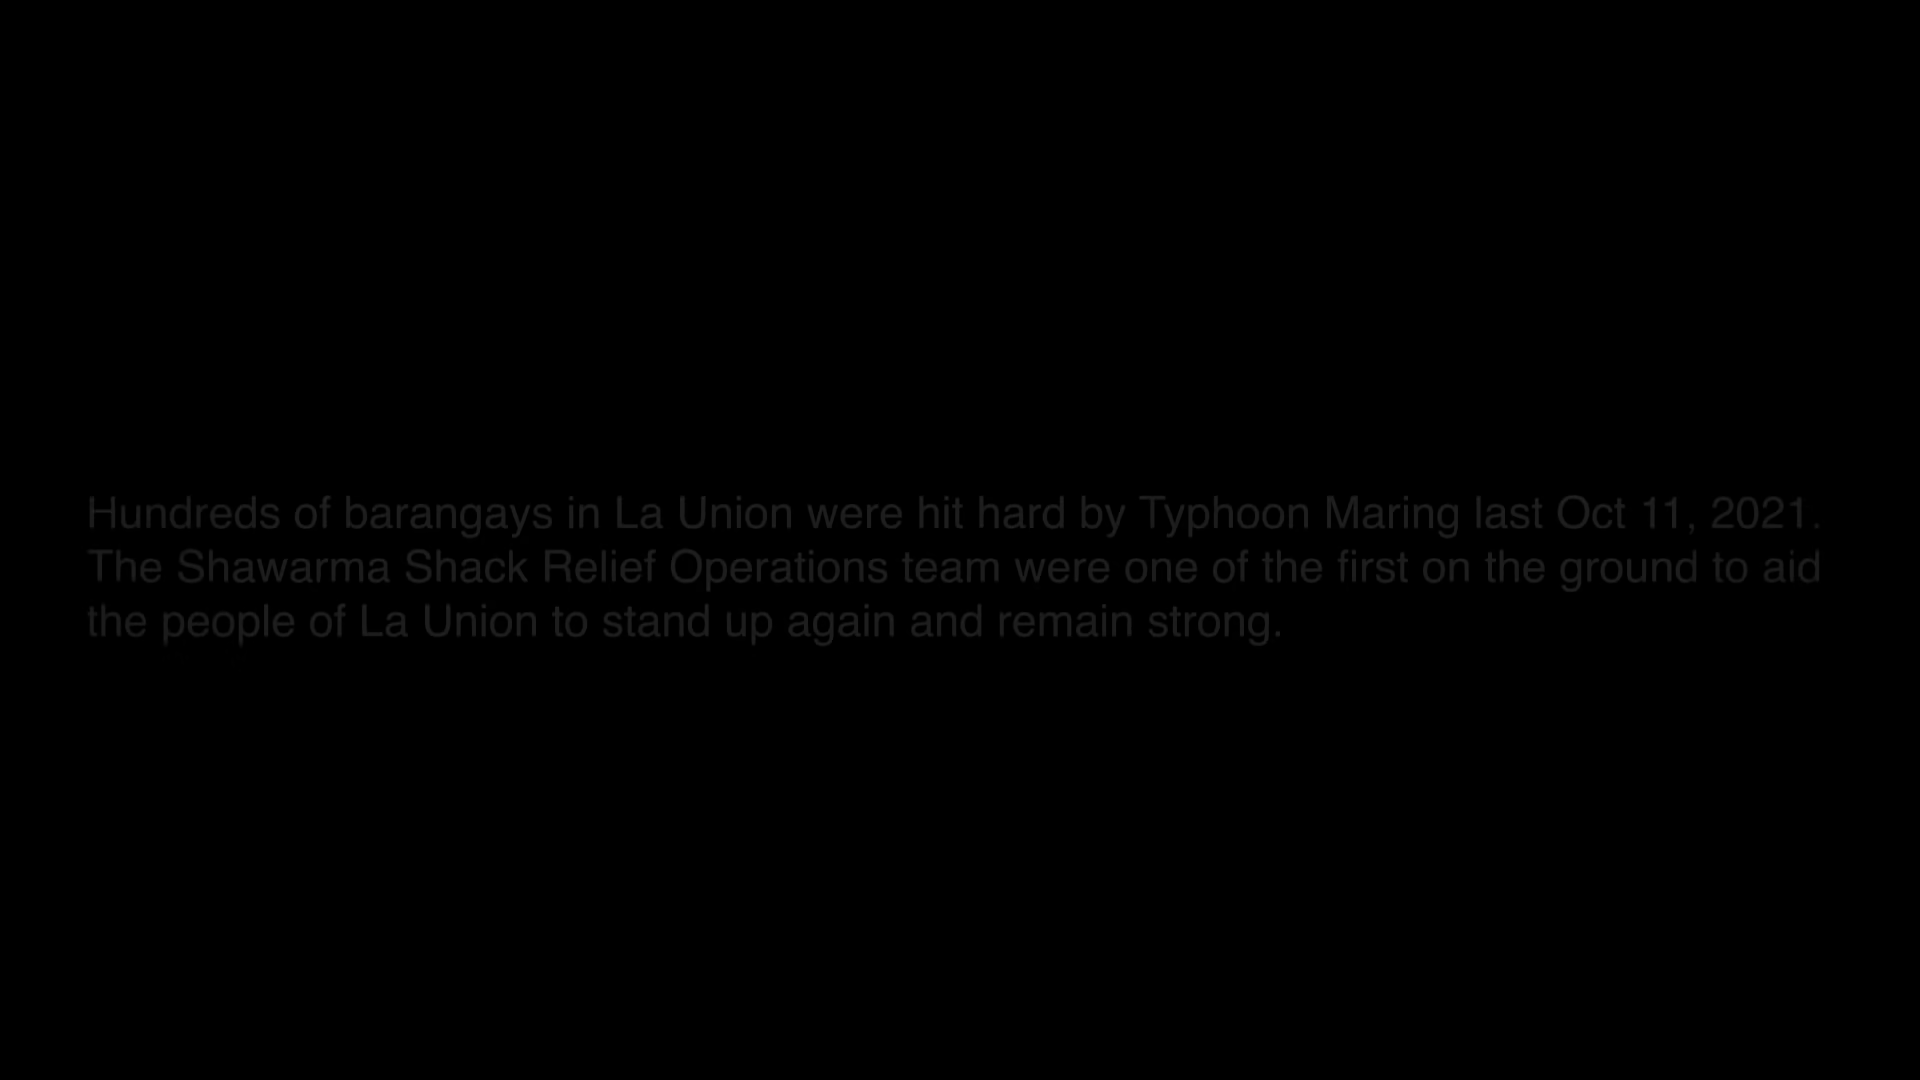 Hundreds of barangays in La Union were hit hard by Typhoon Maring last Oct 11, 2021.
The Shawarma Shack Relief Operations team were one of the first on the ground to aid
the people of La Union to stand up again and remain strong.